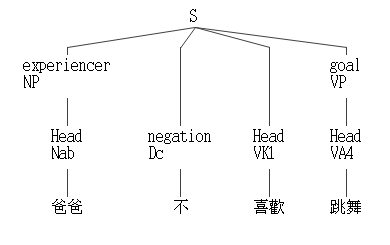 S
experiencer goal
NP VP
Head negation Head Head
Nab Dc VK1 VA4
爸爸 不 喜歡 跳舞